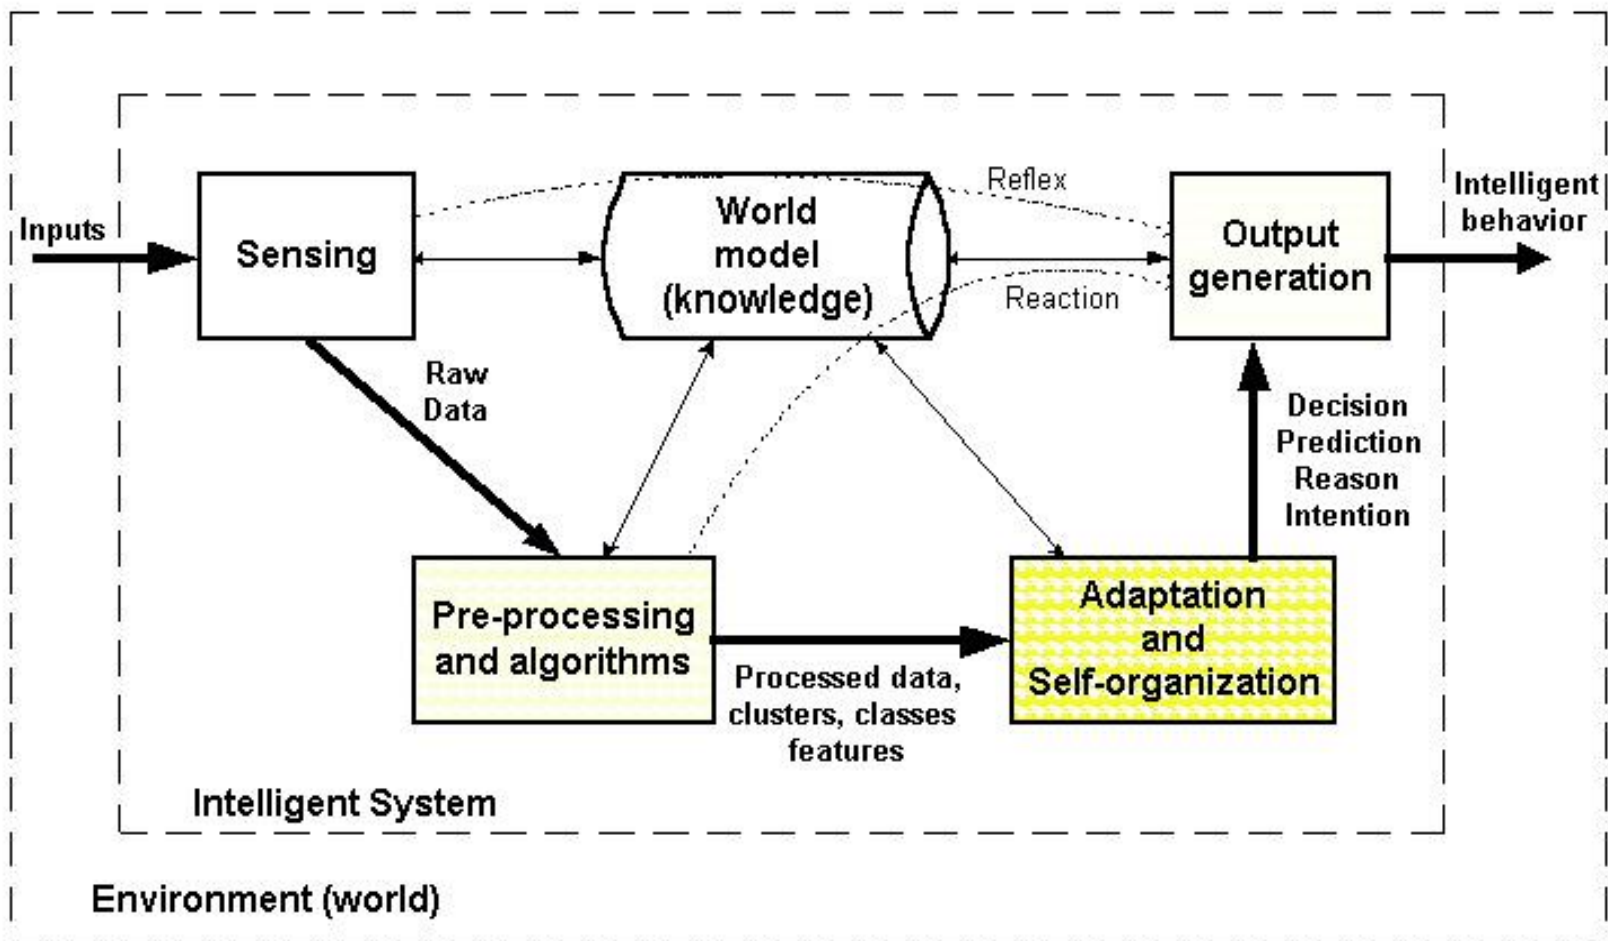 Inputs
Sensing
World
model
(knowledge)
Reflex
Reaction
Output
generation
Intelligent
behavior
Raw
Data
Decision
Prediction
Reason
Intention
Pre-processing
and algorithms
Processed data,
clusters, classes
features
Adaptation
and
Self-organization
Intelligent System
Environment (world)